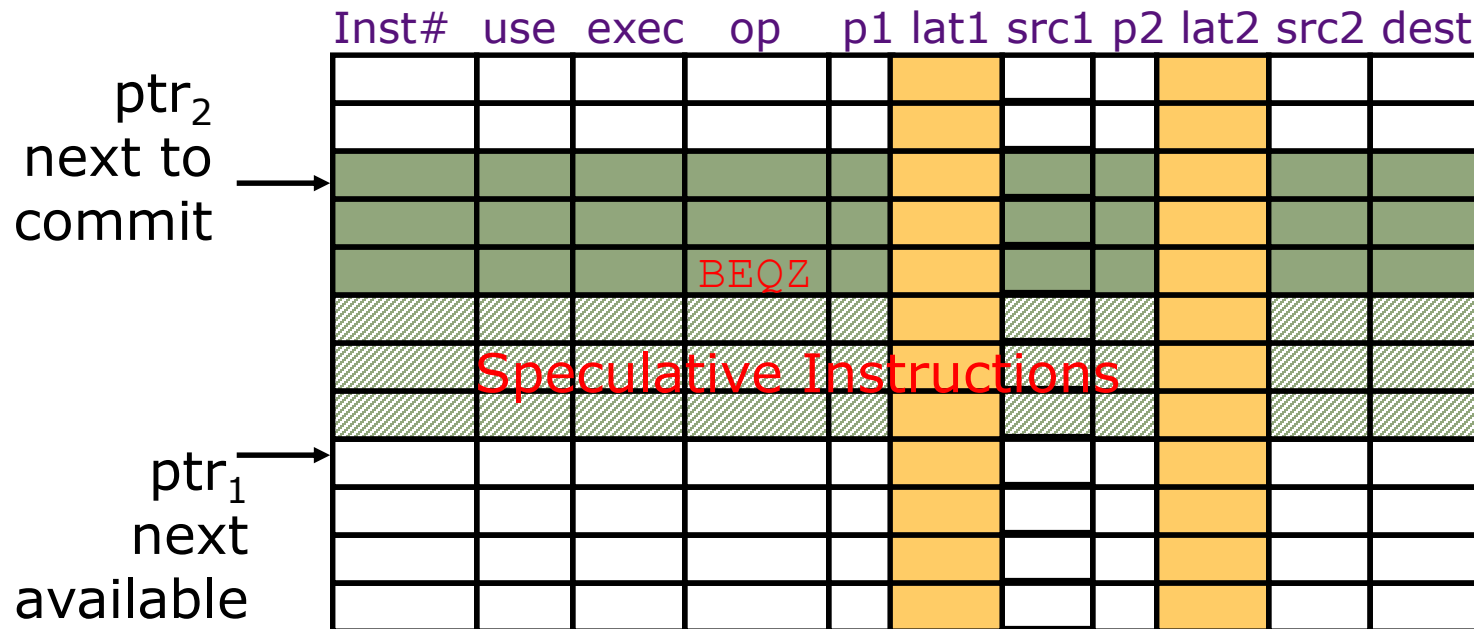 Inst# use exec op p1 lat1 src1 p2 lat2 src2 dest
ptr₂
next to
commit
BEQZ
Speculative Instructions
ptr₁
next
available